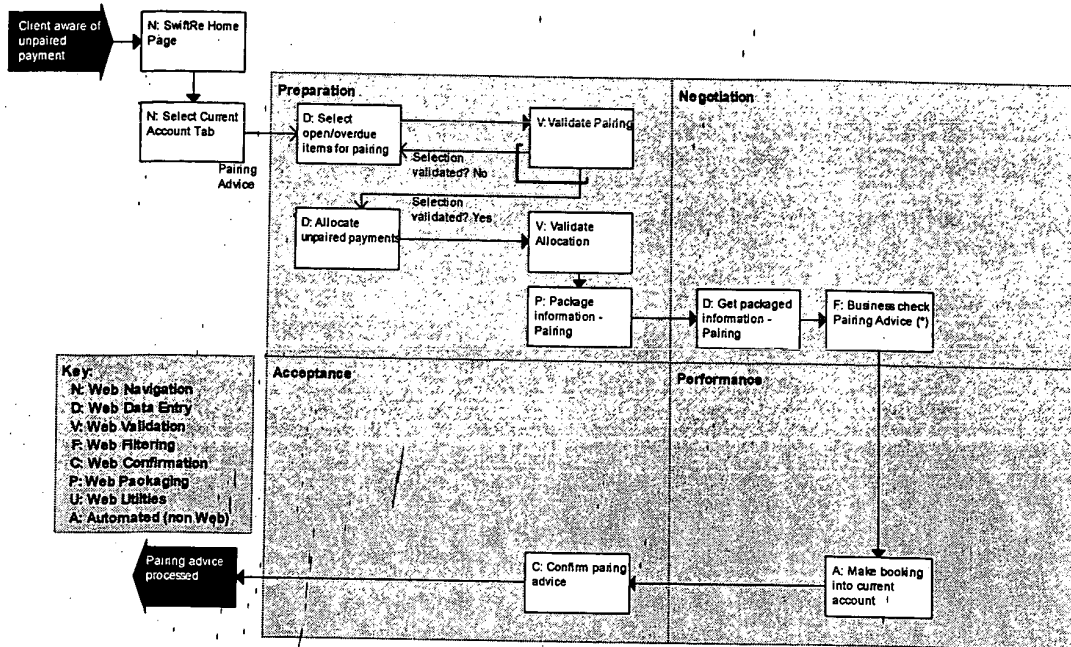 Client aware of
unpaired
payment
N: SwiftRe Home
Page
N: Select Current
Account Tab
Pairing
Advice
Preparation
D: Select
open/overdue
items for pairing
V: Validate Pairing
Selection
validated? No
Selection
validated? Yes
D: Allocate
unpaired payments
V: Validate
Allocation
P: Package
information -
Pairing
Negotiation
D: Get packaged
information -
Pairing
F: Business check
Pairing Advice (*)
Key:
N: Web Navigation
D: Web Data Entry
V: Web Validation
F: Web Filtering
C: Web Confirmation
P: Web Packaging
U: Web Utilties
A: Automated (non Web)
Acceptance
Performance
Pairing advice
processed
C: Confirm paring
advice
A: Make booking
into current
account